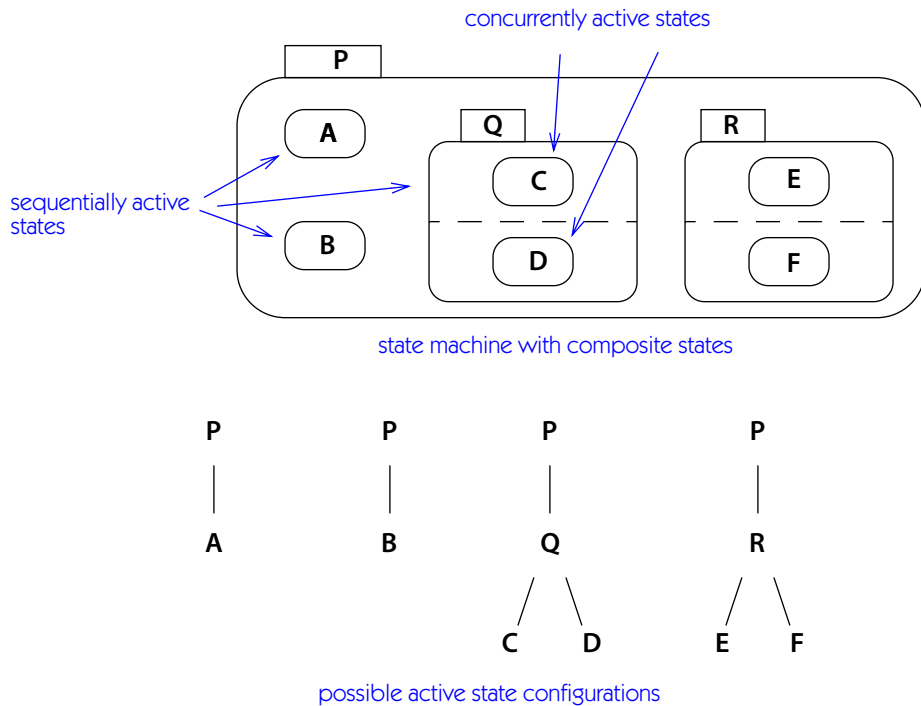 concurrently active states
P
A
Q
R
C
E
sequentially active
states
B
D
F
state machine with composite states
P P P P
A B Q R
C D E F
possible active state configurations